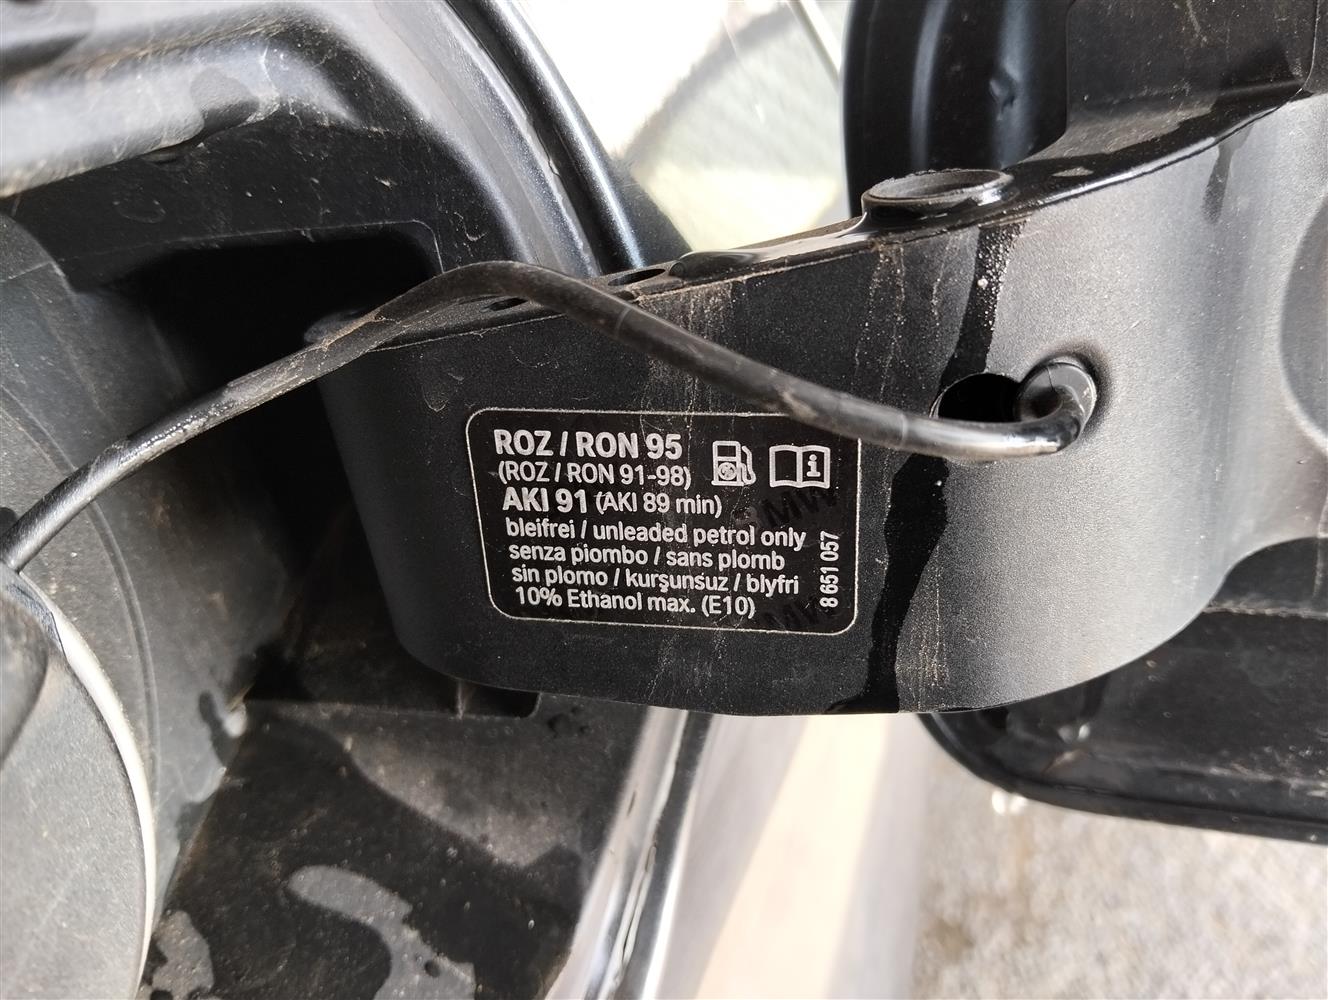 ROZ / RON 95
(ROZ / RON 91-98)
AKI 91 (AKI 89 min)
bleifrei / unleaded petrol only
senza piombo / sans plomb
sin plomo / kurşunsuz / blyfri
10% Ethanol max. (E10)
8 651 057
i
BMW